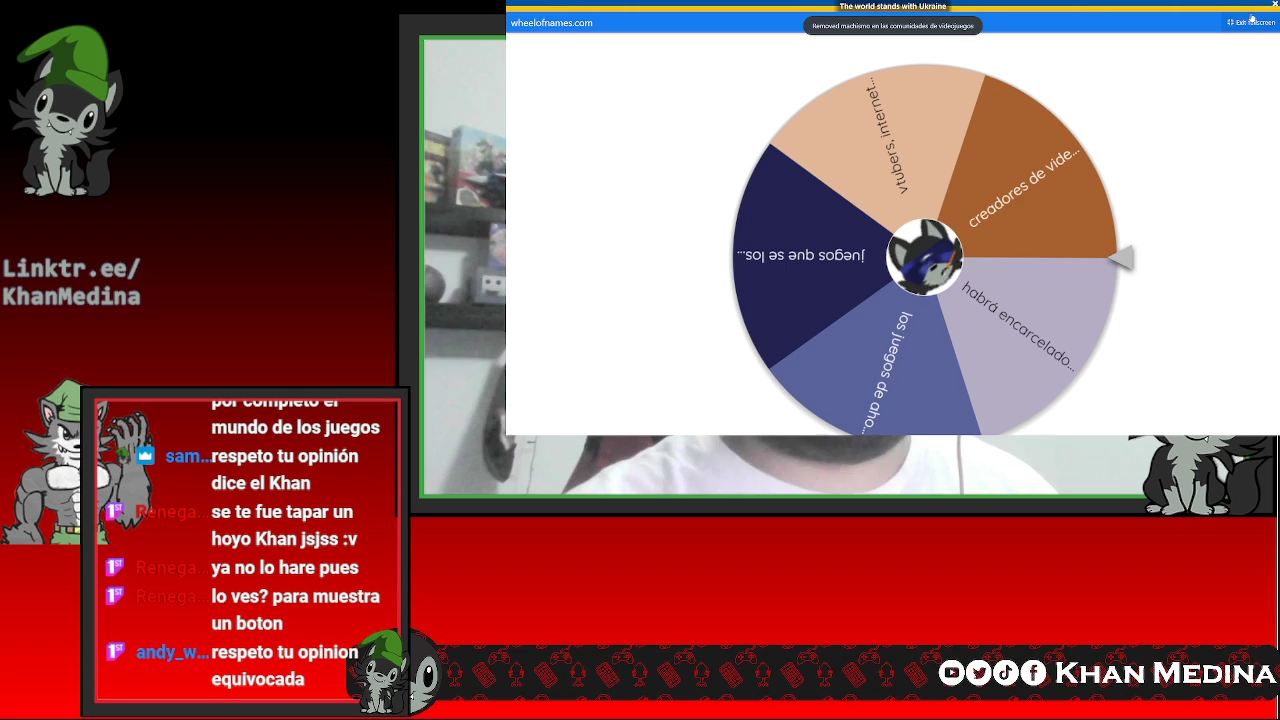 The world stands with Ukraine
wheelofnames.com
Removed machismo en las comunidades de videojuegos
Exit fullscreen
vtubers, internet...
creadores de vide...
juegos que se los...
habrá encarcelado...
los juegos de aho...
Linktr.ee/
KhanMedina
por completo el
mundo de los juegos
sam... respeto tu opinión
dice el Khan
1ST Renega... se te fue tapar un
hoyo Khan jsjss :v
1ST Renega... ya no lo hare pues
1ST Renega... lo ves? para muestra
un boton
1ST andy_w... respeto tu opinion
equivocada
Khan Medina